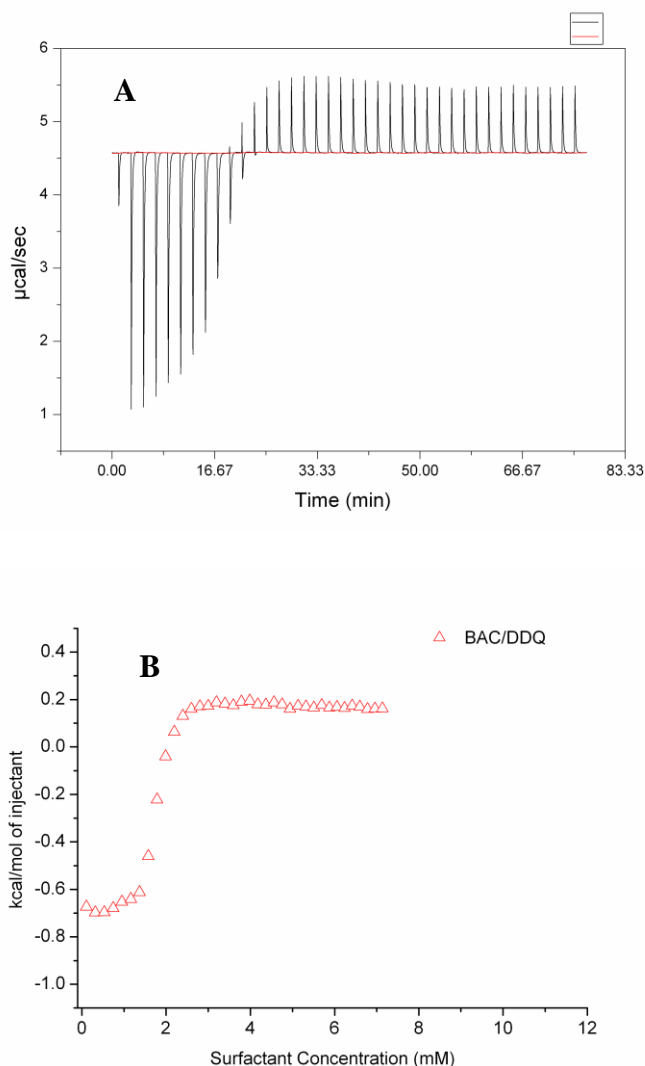 A
6
5
4
3
2
1
µcal/sec
0.00 16.67 33.33 50.00 66.67 83.33
Time (min)
B
BAC/DDQ
0.4
0.2
0.0
-0.2
-0.4
-0.6
-0.8
-1.0
kcal/mol of injectant
0 2 4 6 8 10 12
Surfactant Concentration (mM)